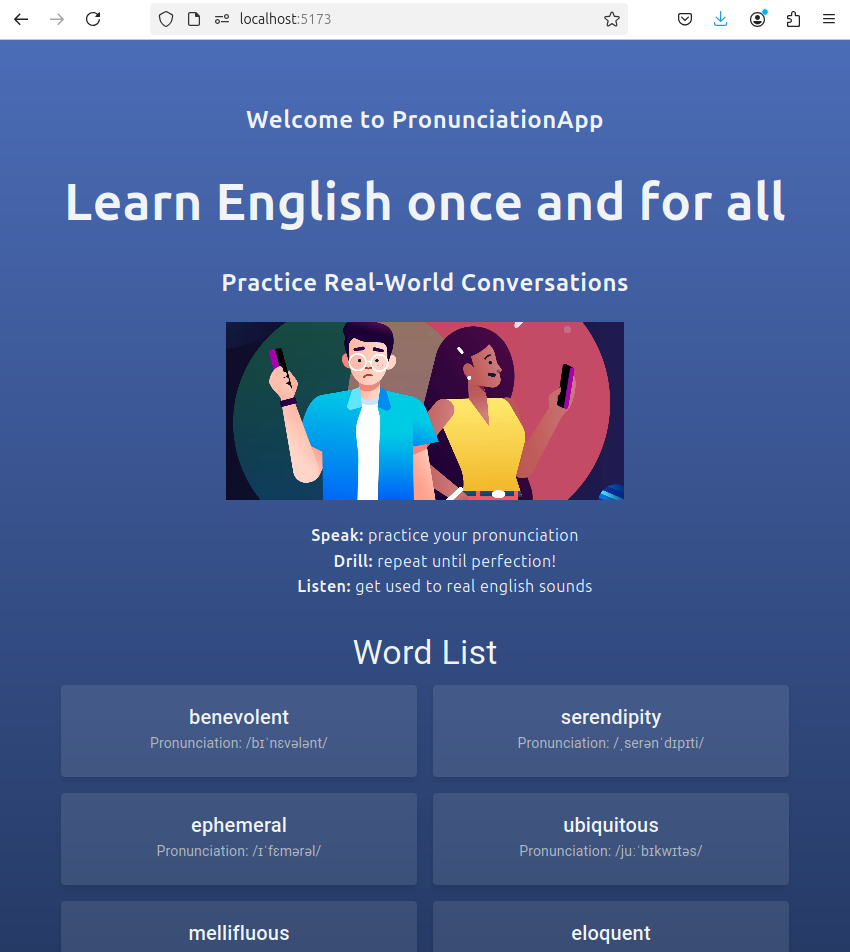 localhost:5173
Welcome to PronunciationApp
Learn English once and for all
Practice Real-World Conversations
Speak: practice your pronunciation
Drill: repeat until perfection!
Listen: get used to real english sounds
Word List
benevolent
Pronunciation: /bɪˈnɛvələnt/
serendipity
Pronunciation: /ˌserənˈdɪpɪti/
ephemeral
Pronunciation: /ɪˈfɛmərəl/
ubiquitous
Pronunciation: /juːˈbɪkwɪtəs/
mellifluous
eloquent